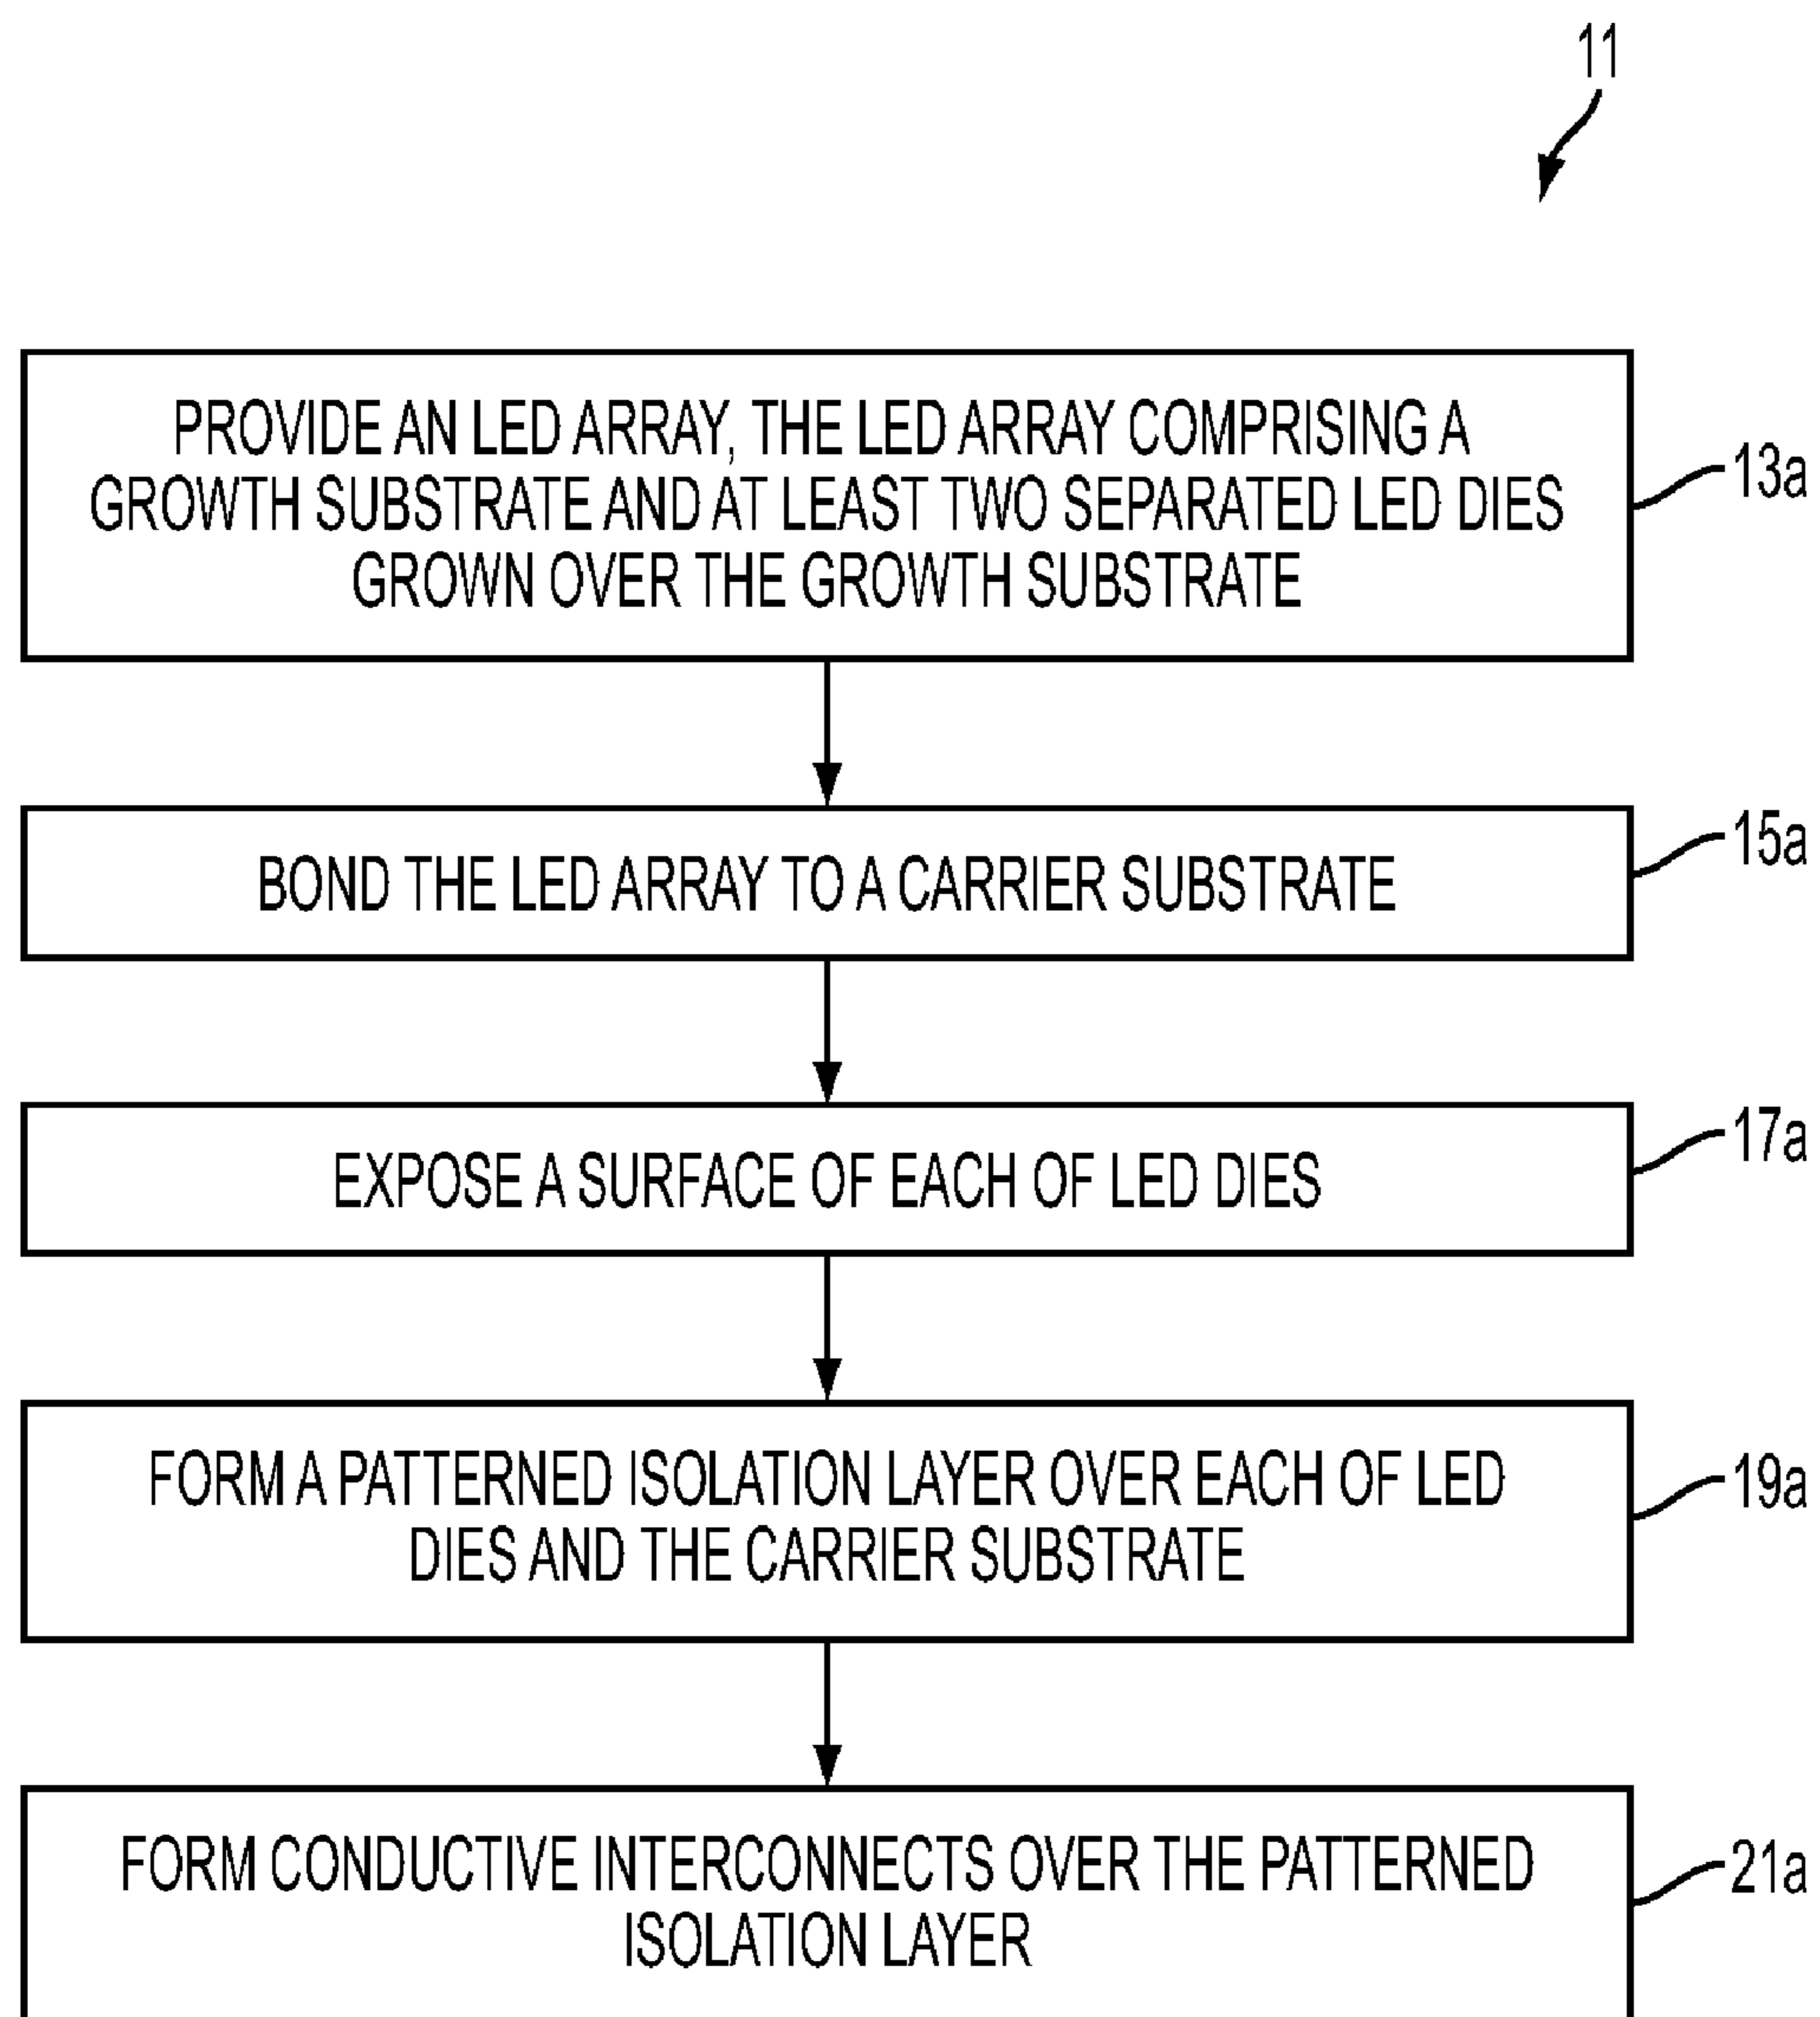 11
PROVIDE AN LED ARRAY, THE LED ARRAY COMPRISING A
GROWTH SUBSTRATE AND AT LEAST TWO SEPARATED LED DIES
GROWN OVER THE GROWTH SUBSTRATE
13a
BOND THE LED ARRAY TO A CARRIER SUBSTRATE
15a
EXPOSE A SURFACE OF EACH OF LED DIES
17a
FORM A PATTERNED ISOLATION LAYER OVER EACH OF LED
DIES AND THE CARRIER SUBSTRATE
19a
FORM CONDUCTIVE INTERCONNECTS OVER THE PATTERNED
ISOLATION LAYER
21a